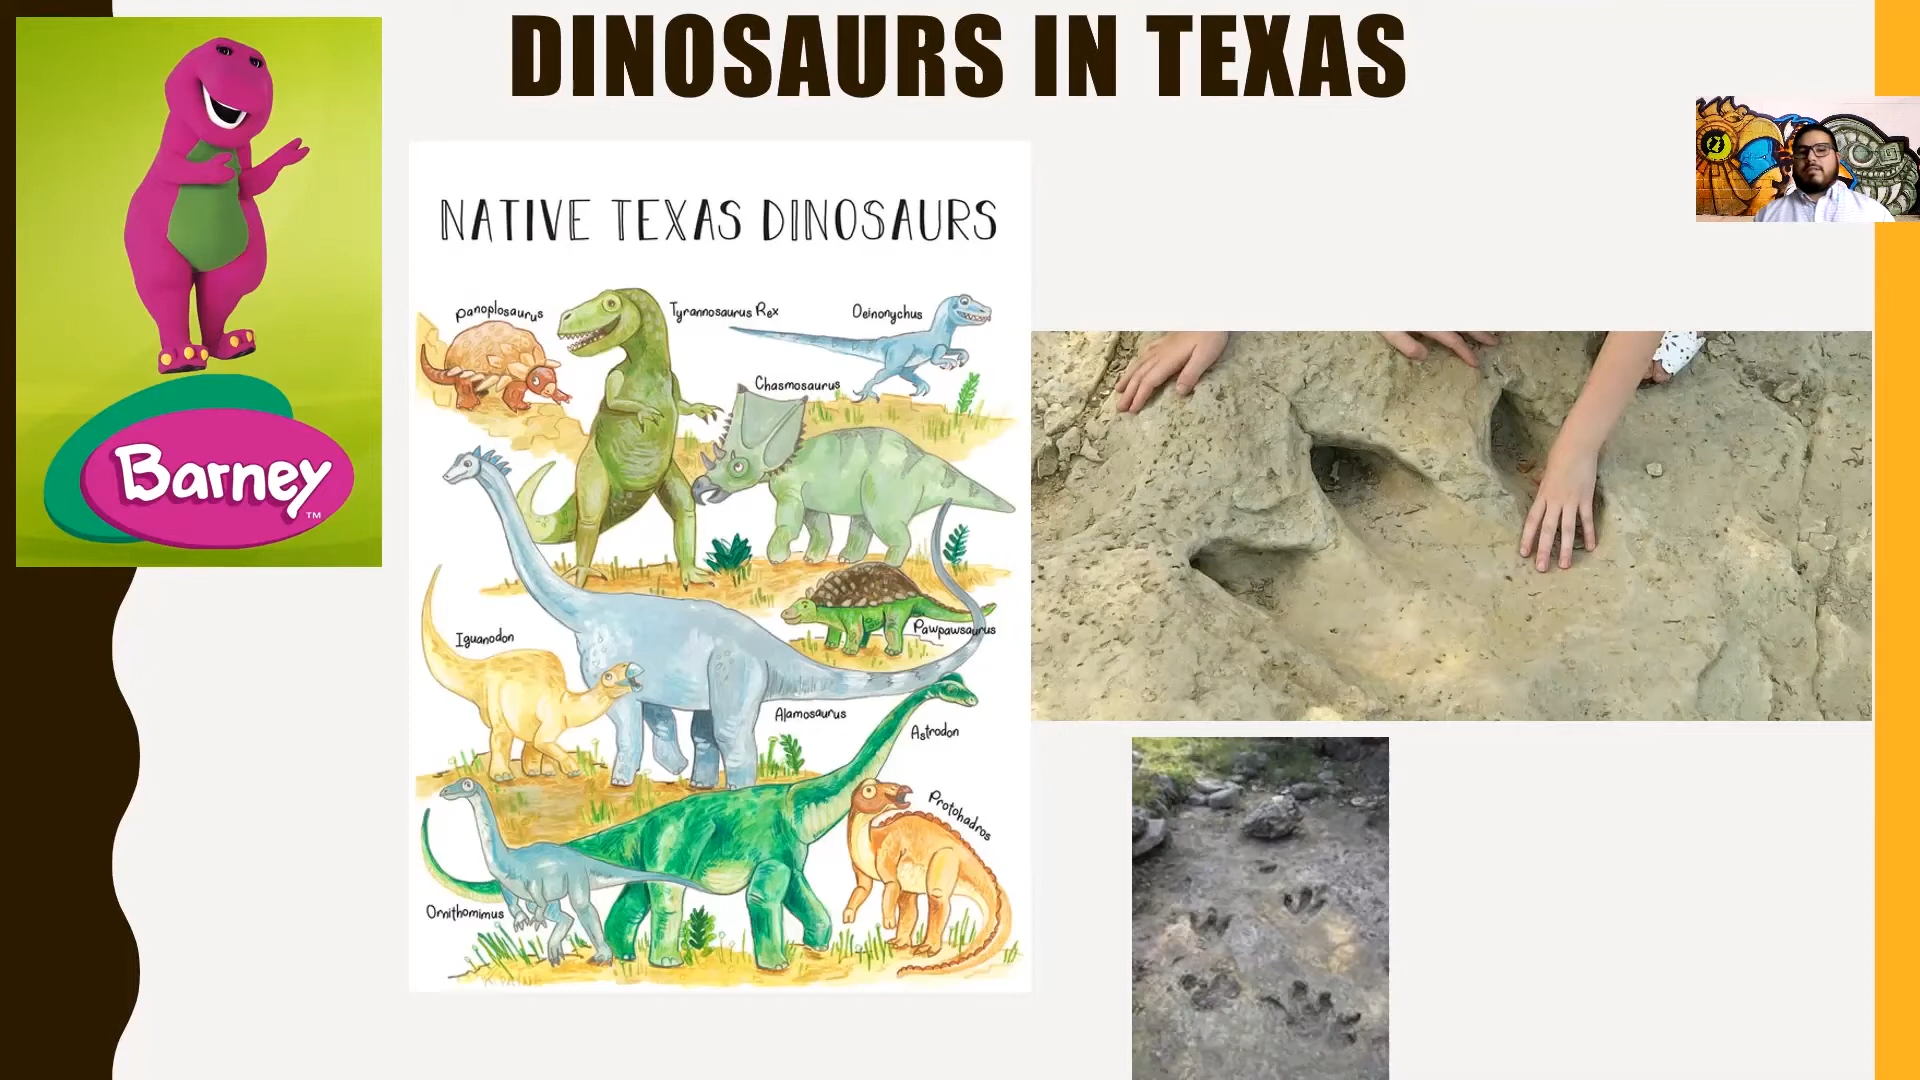 DINOSAURS IN TEXAS
Barney
TM
NATIVE TEXAS DINOSAURS
Panoplosaurus
Tyrannosaurus Rex
Deinonychus
Chasmosaurus
Iguanodon
Pawpawsaurus
Alamosaurus
Astrodon
Protohadros
Ornithomimus